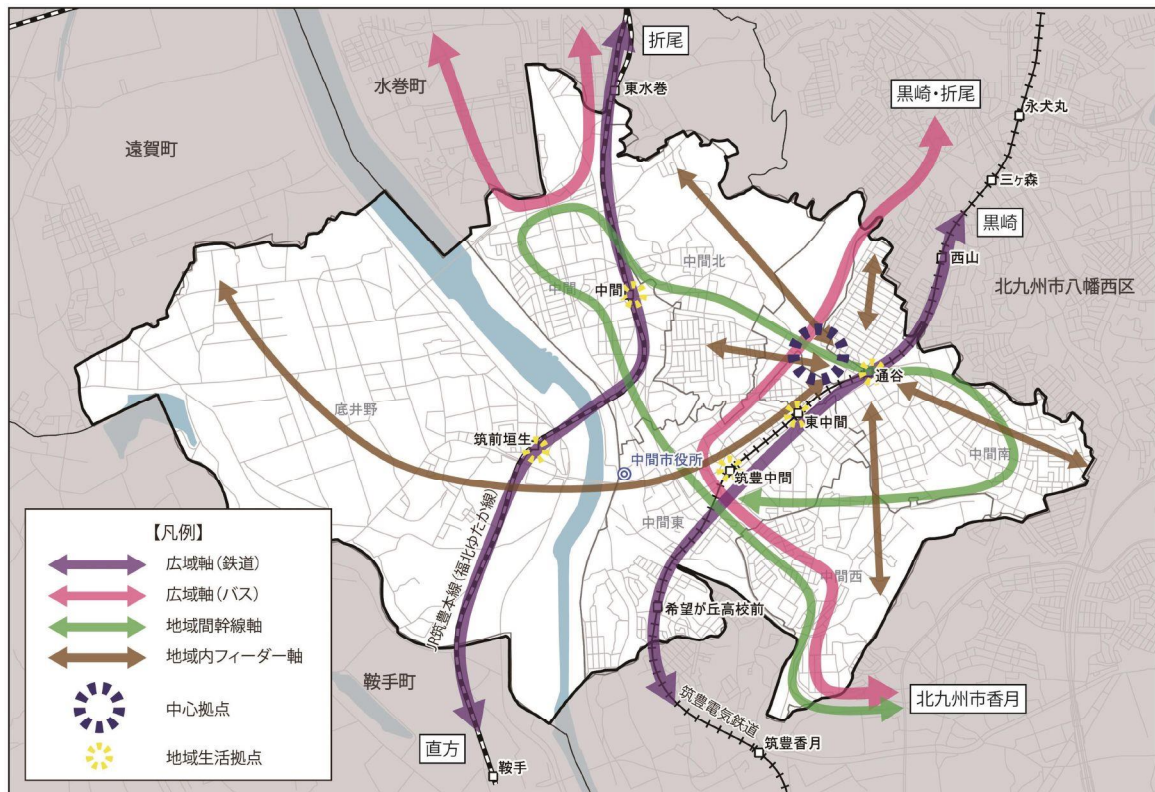 折尾
水巻町
東水巻
黒崎・折尾
永犬丸
遠賀町
三ヶ森
黒崎
西山
中間北
北九州市八幡西区
中間
中間
通谷
底井野
東中間
筑前垣生
中間市役所
筑豊中間
中間南
中間東
JR筑豊本線(福北ゆたか線)
中間西
希望が丘高校前
鞍手町
筑豊電気鉄道
北九州市香月
直方
筑豊香月
鞍手
【凡例】
広域軸(鉄道)
広域軸(バス)
地域間幹線軸
地域内フィーダー軸
中心拠点
地域生活拠点